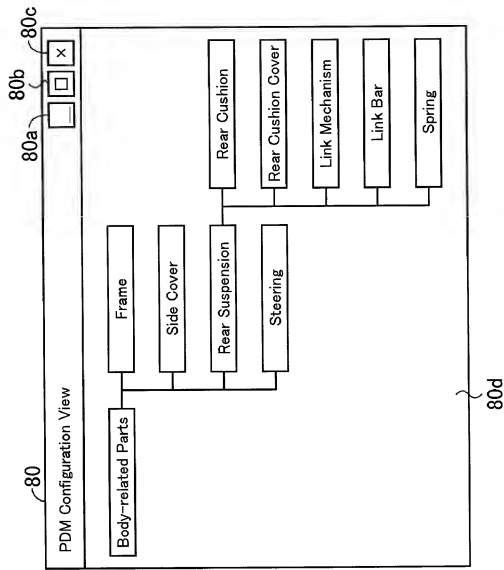 80
80a
80b
80c
PDM Configuration View
Body-related Parts
Frame
Side Cover
Rear Suspension
Steering
Rear Cushion
Rear Cushion Cover
Link Mechanism
Link Bar
Spring
80d